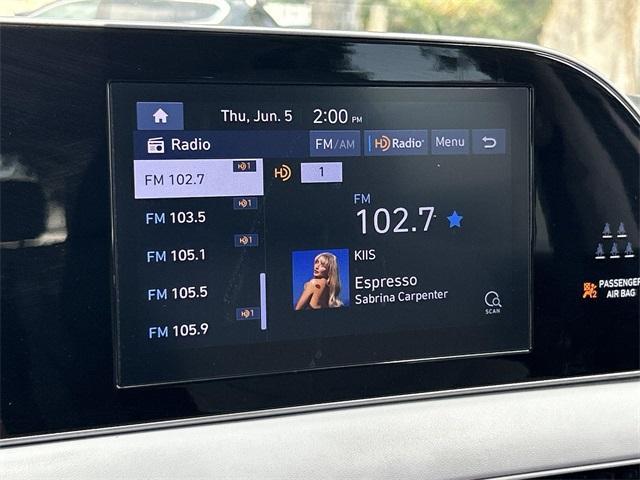 Thu, Jun. 5 2:00 PM
Radio FM/AM HD Radio Menu
FM 102.7 HD1
HD 1
FM 103.5 HD1
FM 105.1 HD1
FM 105.5
FM 105.9 HD1
FM
102.7
KIIS
Espresso
Sabrina Carpenter
SCAN
PASSENGER
AIR BAG
2